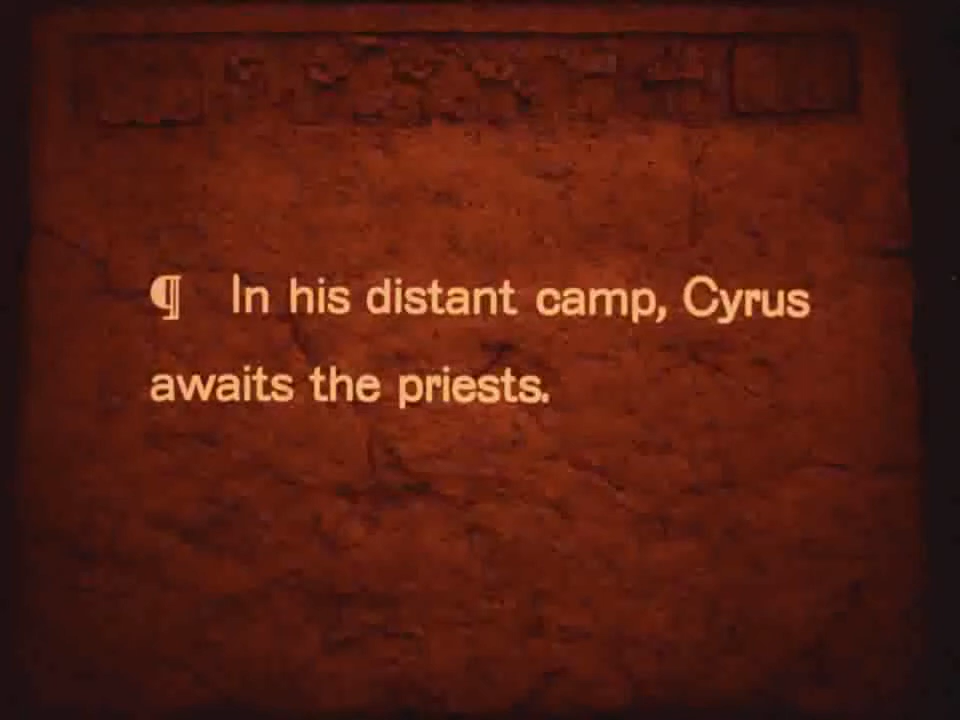 ¶ In his distant camp, Cyrus
awaits the priests.